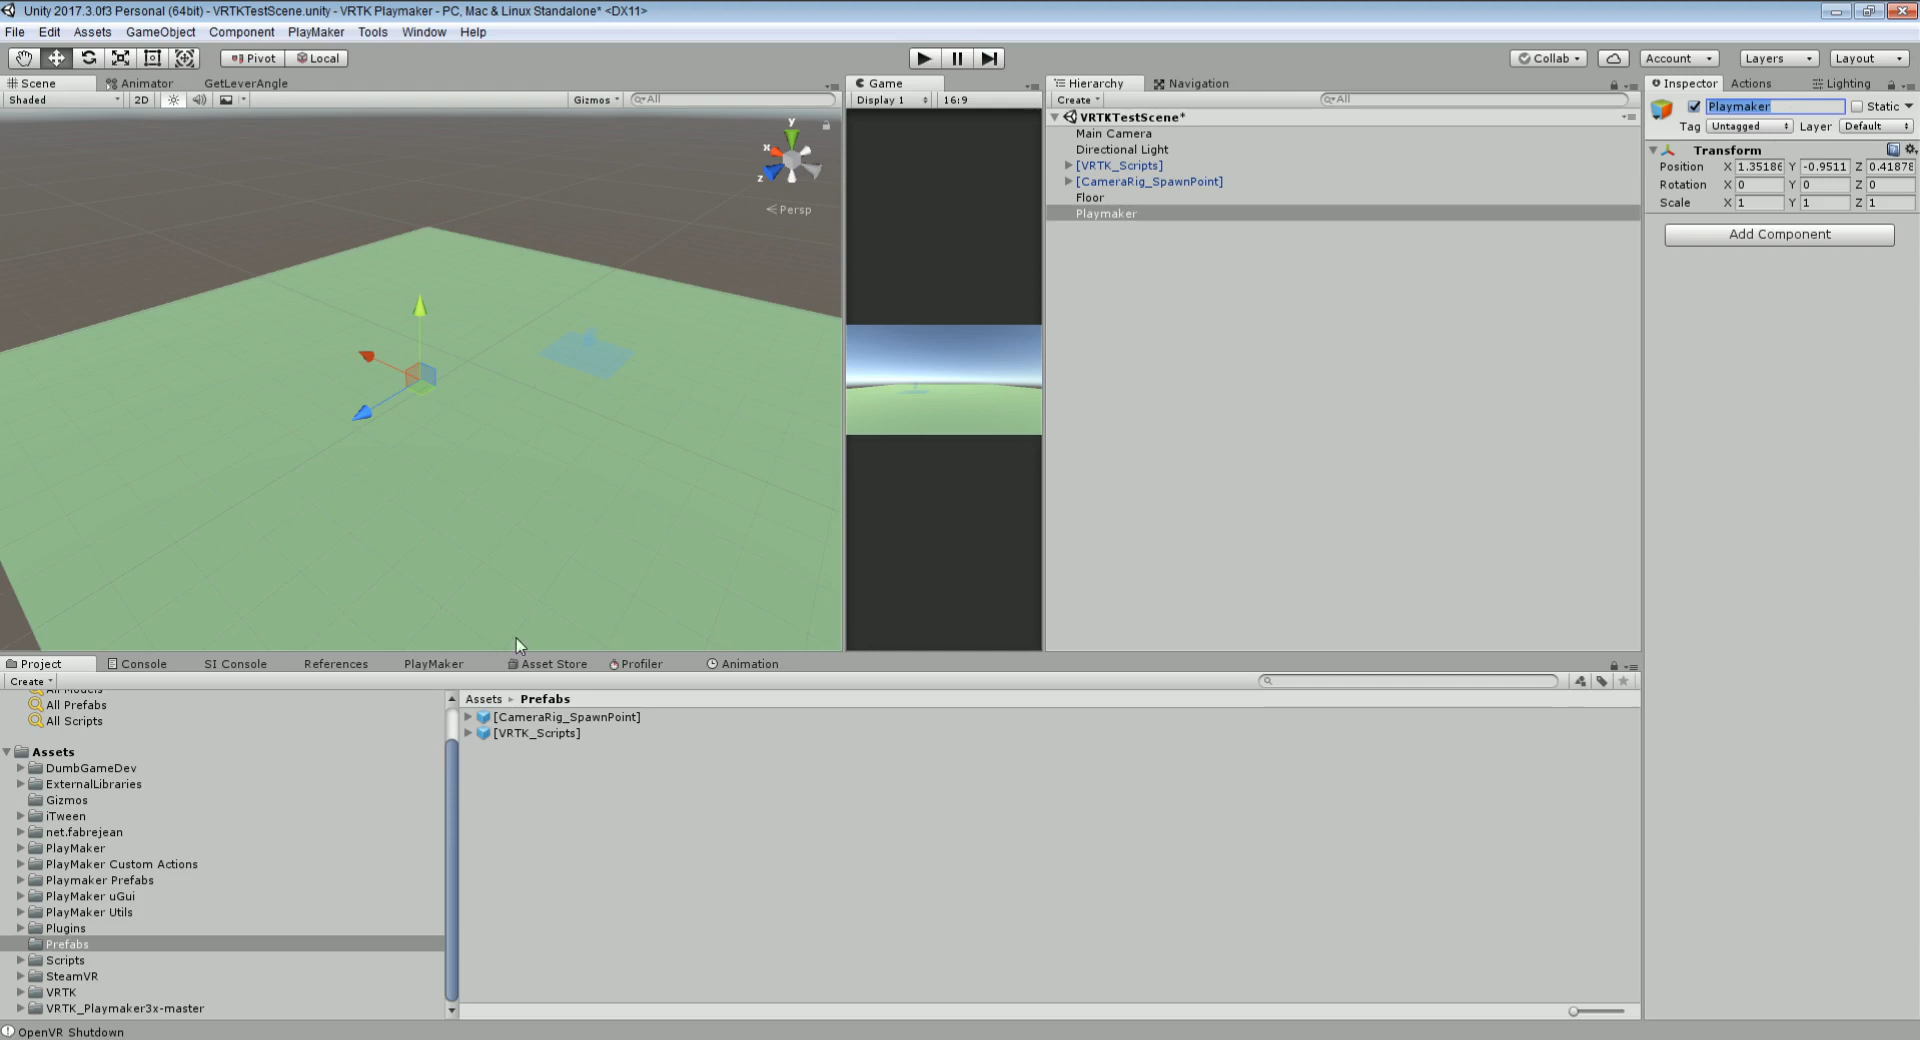 Unity 2017.3.0f3 Personal (64bit) - VRTKTestScene.unity - VRTK Playmaker - PC, Mac & Linux Standalone* <DX11>
File Edit Assets GameObject Component PlayMaker Tools Window Help
Pivot Local Collab Account Layers Layout
Scene Animator GetLeverAngle Game Hierarchy Navigation Inspector Actions Lighting
Shaded 2D Gizmos All Display 1 16:9 Create All
Playmaker Static
Tag Untagged Layer Default
VRTKTestScene*
Main Camera
Directional Light
[VRTK_Scripts]
[CameraRig_SpawnPoint]
Floor
Playmaker
Transform
Position X 1.35186 Y -0.9511 Z 0.41878
Rotation X 0 Y 0 Z 0
Scale X 1 Y 1 Z 1
Add Component
y
x
z
Persp
Project Console SI Console References PlayMaker Asset Store Profiler Animation
Create
All Models
All Prefabs
All Scripts
Assets
DumbGameDev
ExternalLibraries
Gizmos
iTween
net.fabrejean
PlayMaker
PlayMaker Custom Actions
Playmaker Prefabs
PlayMaker uGui
PlayMaker Utils
Plugins
Prefabs
Scripts
SteamVR
VRTK
VRTK_Playmaker3x-master
Assets Prefabs
[CameraRig_SpawnPoint]
[VRTK_Scripts]
OpenVR Shutdown